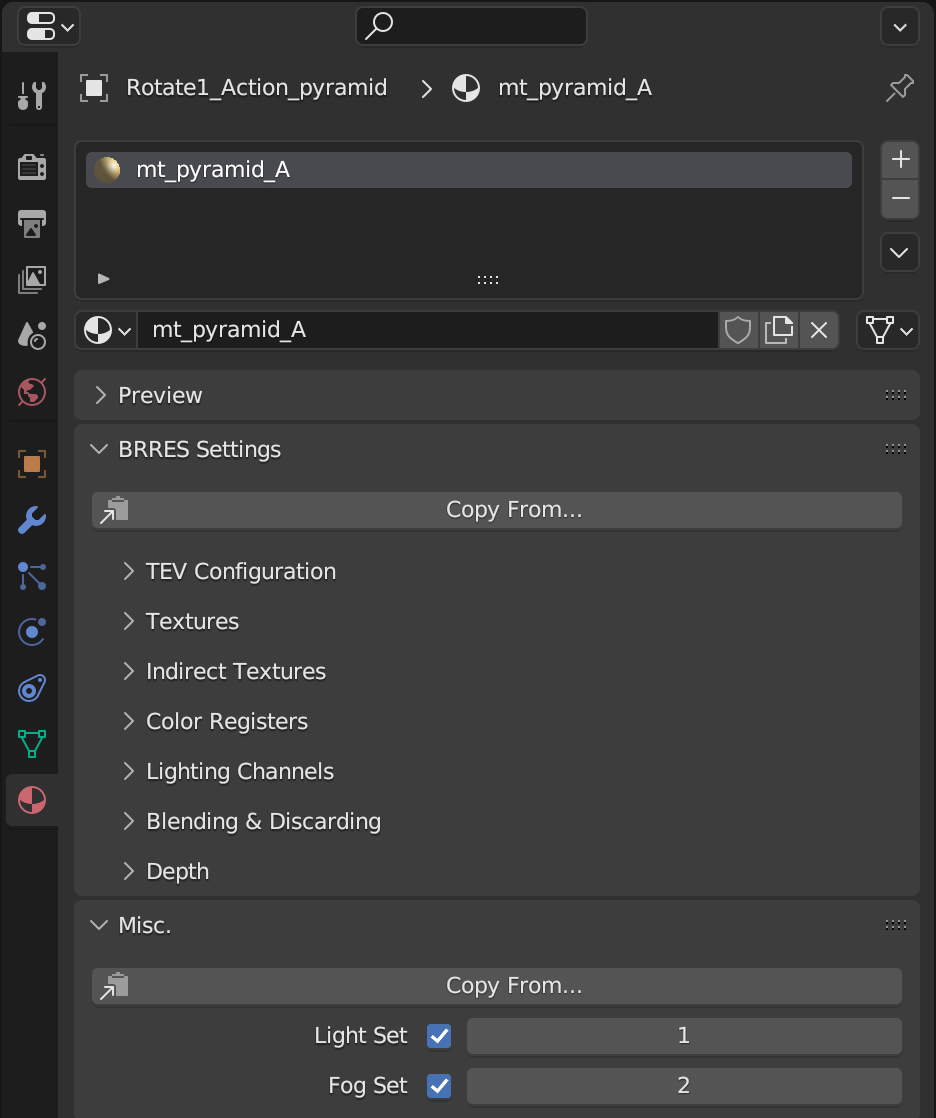 Rotate1_Action_pyramid
mt_pyramid_A
mt_pyramid_A
mt_pyramid_A
Preview
BRRES Settings
Copy From...
TEV Configuration
Textures
Indirect Textures
Color Registers
Lighting Channels
Blending & Discarding
Depth
Misc.
Copy From...
Light Set 1
Fog Set 2